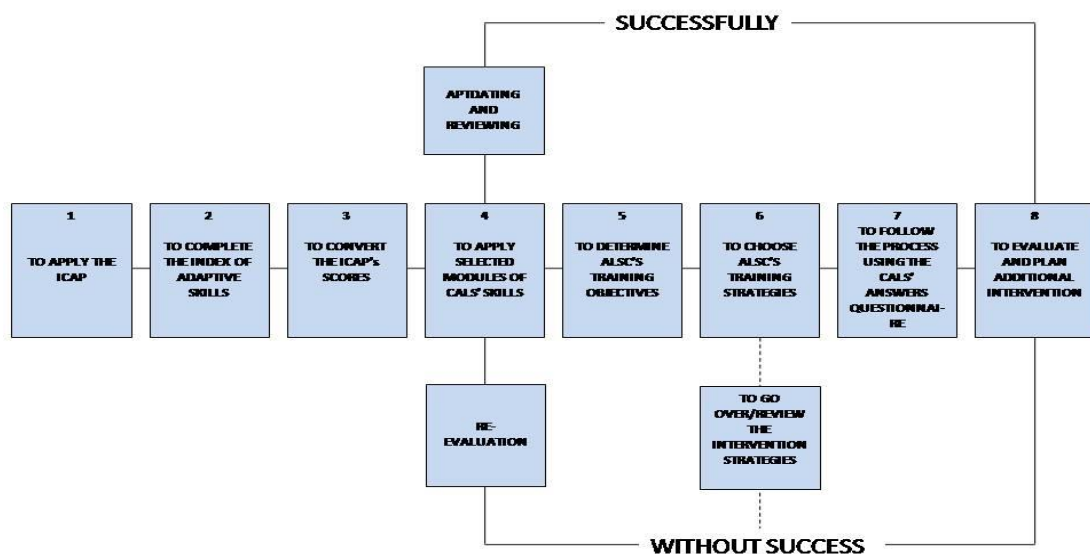 SUCCESSFULLY
APTDATING
AND
REVIEWING
1
TO APPLY THE
ICAP
2
TO COMPLETE
THE INDEX OF
ADAPTIVE
SKILLS
3
TO CONVERT
THE ICAP's
SCORES
4
TO APPLY
SELECTED
MODULES OF
CALS' SKILLS
5
TO DETERMINE
ALSC'S
TRAINING
OBJECTIVES
6
TO CHOOSE
ALSC'S
TRAINING
STRATEGIES
7
TO FOLLOW
THE PROCESS
USING THE
CALS'
ANSWERS
QUESTIONNAI-
RE
8
TO EVALUATE
AND PLAN
ADDITIONAL
INTERVENTION
RE-
EVALUATION
TO GO
OVER/REVIEW
THE
INTERVENTION
STRATEGIES
WITHOUT SUCCESS